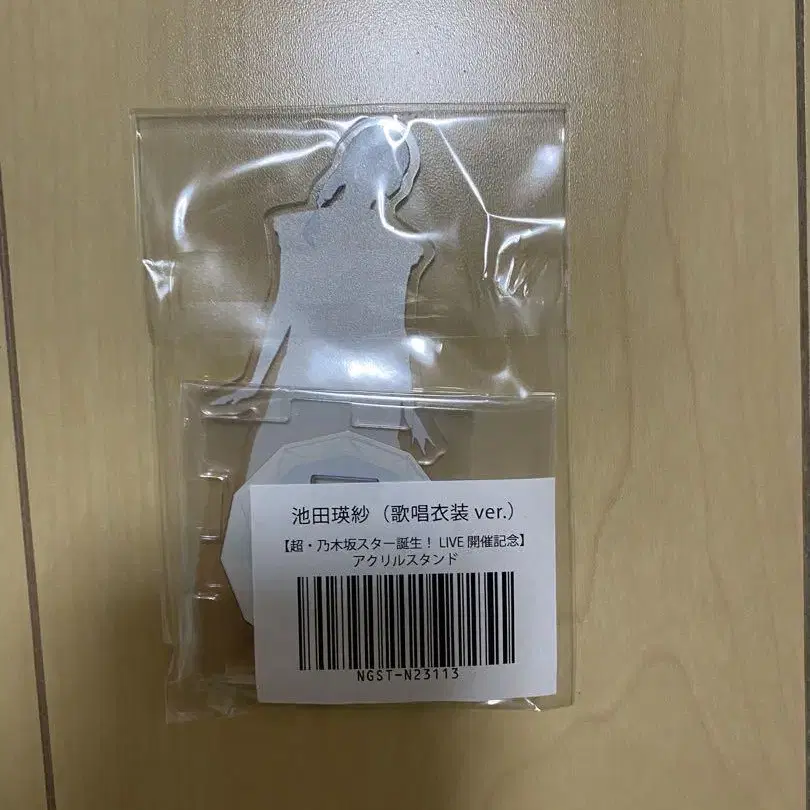 池田瑛紗（歌唱衣装 ver.）
【超・乃木坂スター誕生！ LIVE 開催記念】
アクリルスタンド
NGST-N23113